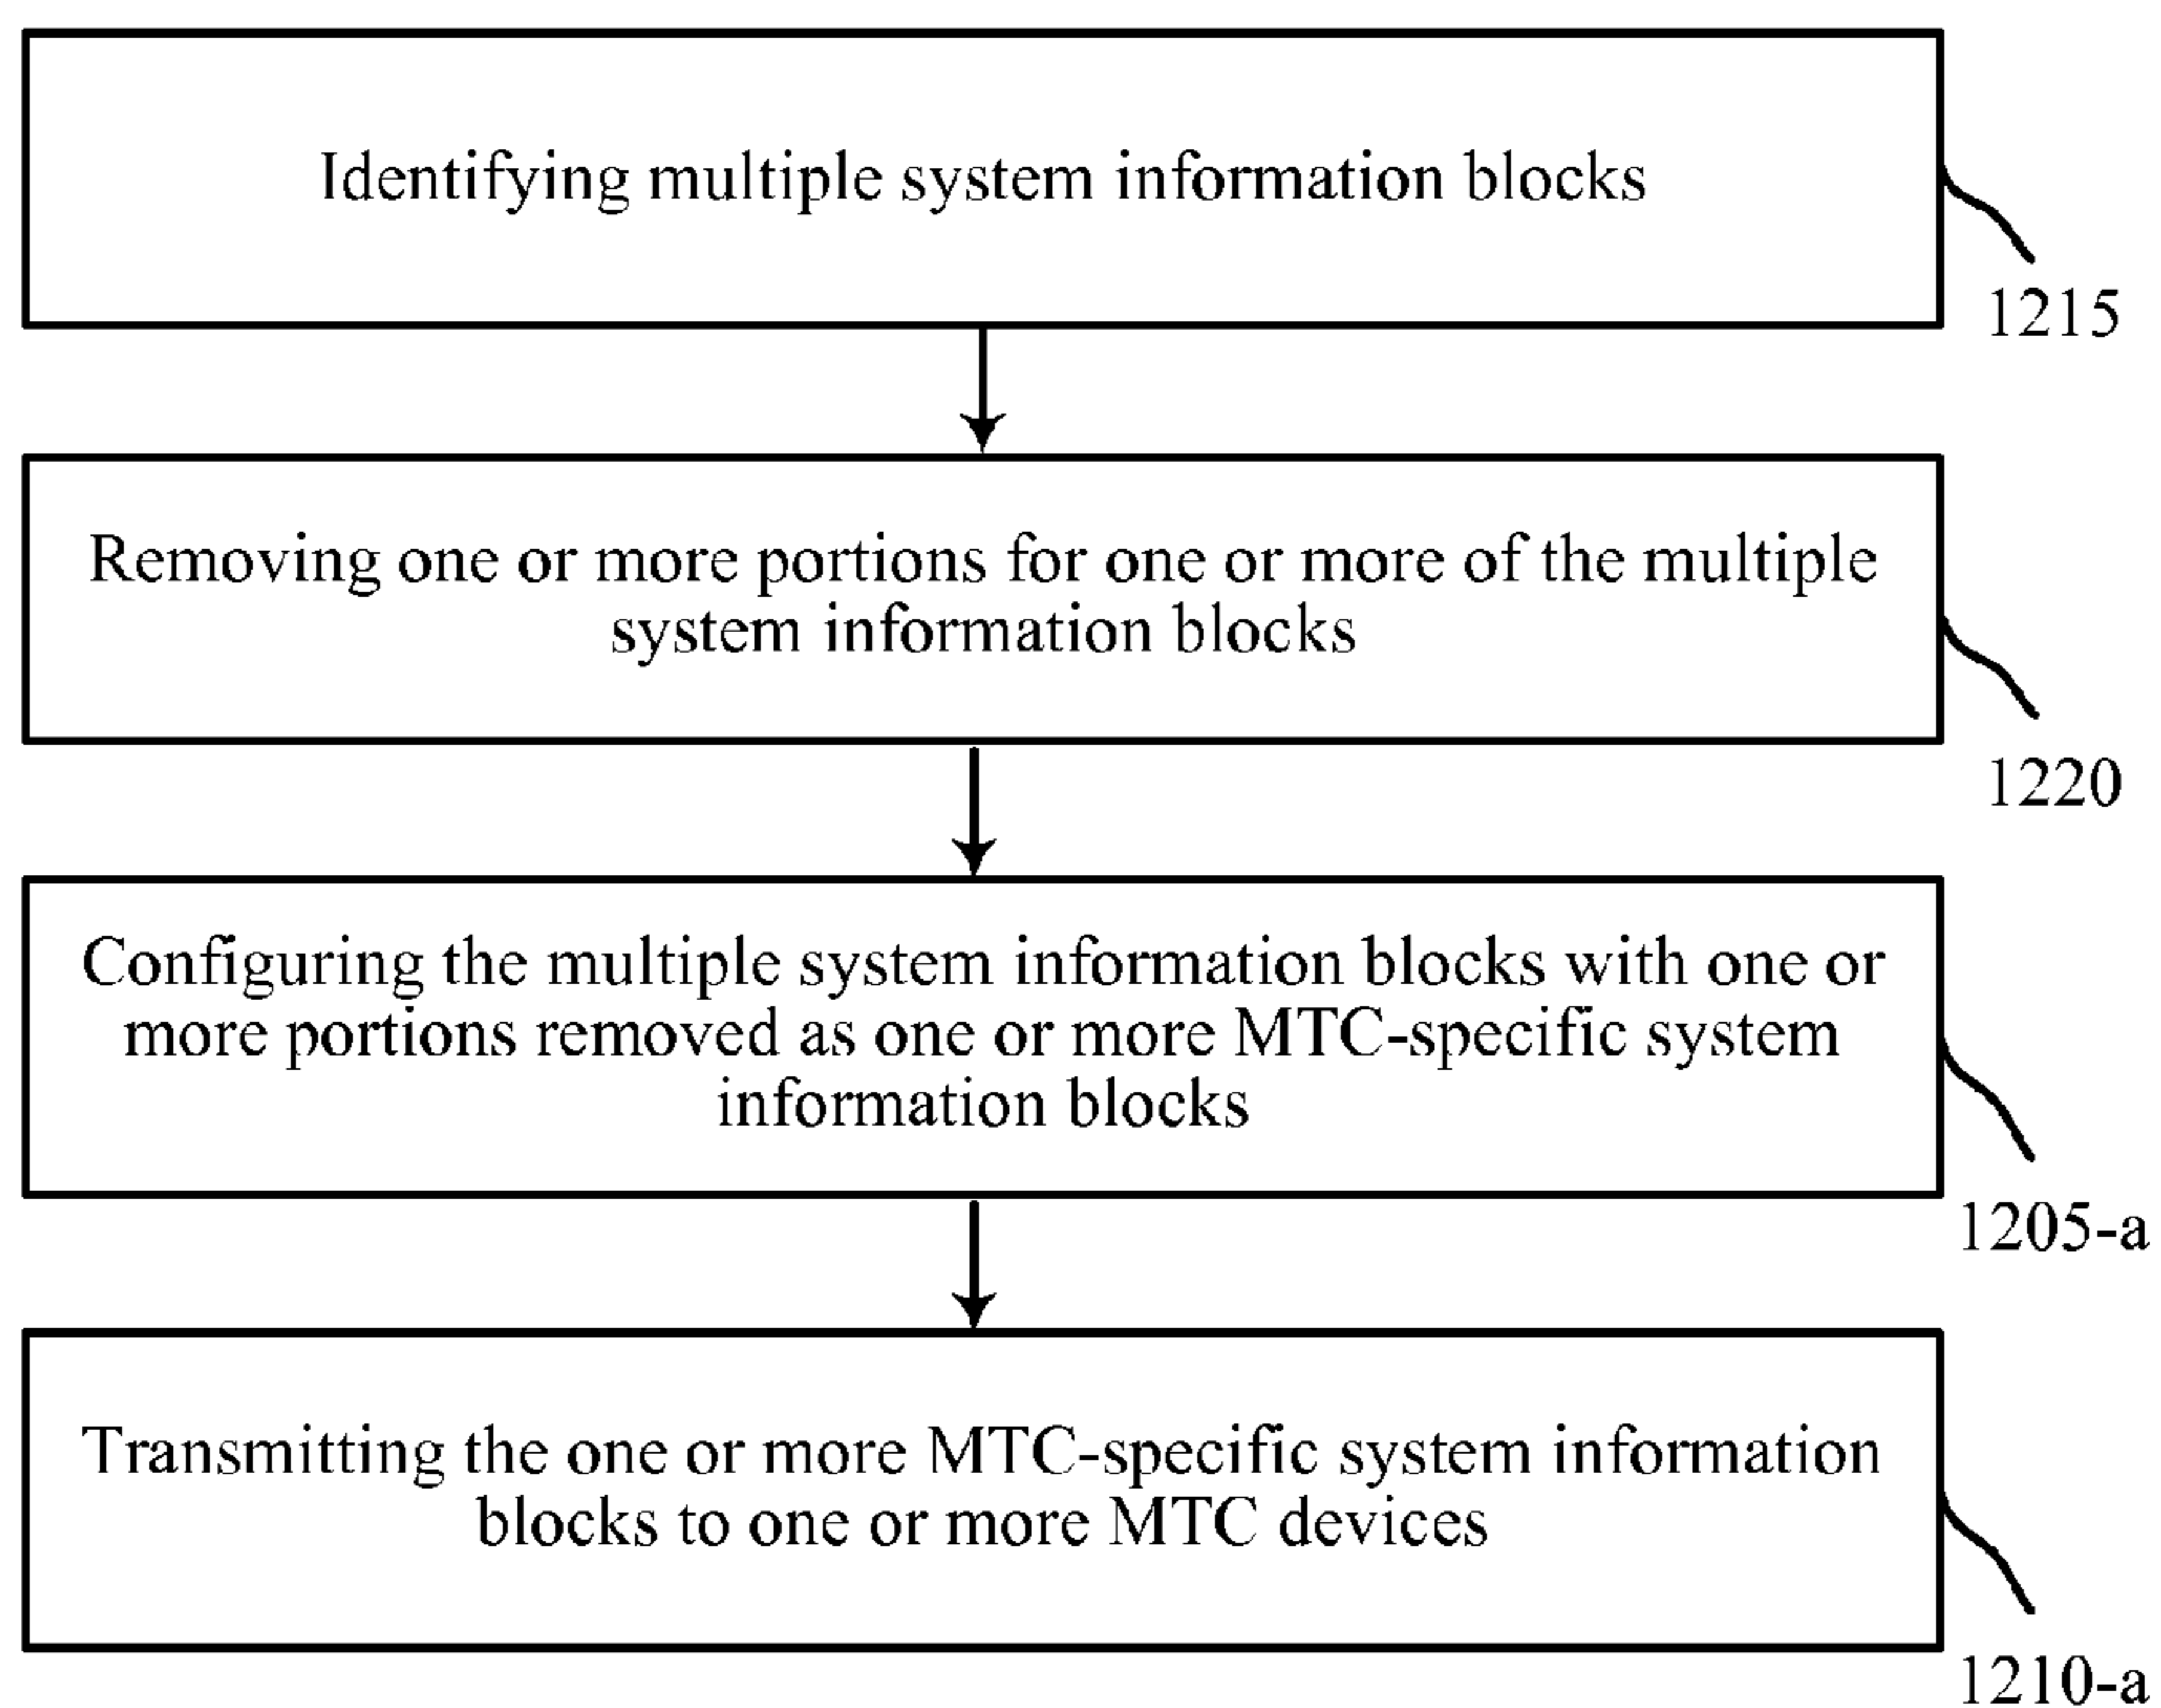 Identifying multiple system information blocks
1215
Removing one or more portions for one or more of the multiple
system information blocks
1220
Configuring the multiple system information blocks with one or
more portions removed as one or more MTC-specific system
information blocks
1205-a
Transmitting the one or more MTC-specific system information
blocks to one or more MTC devices
1210-a